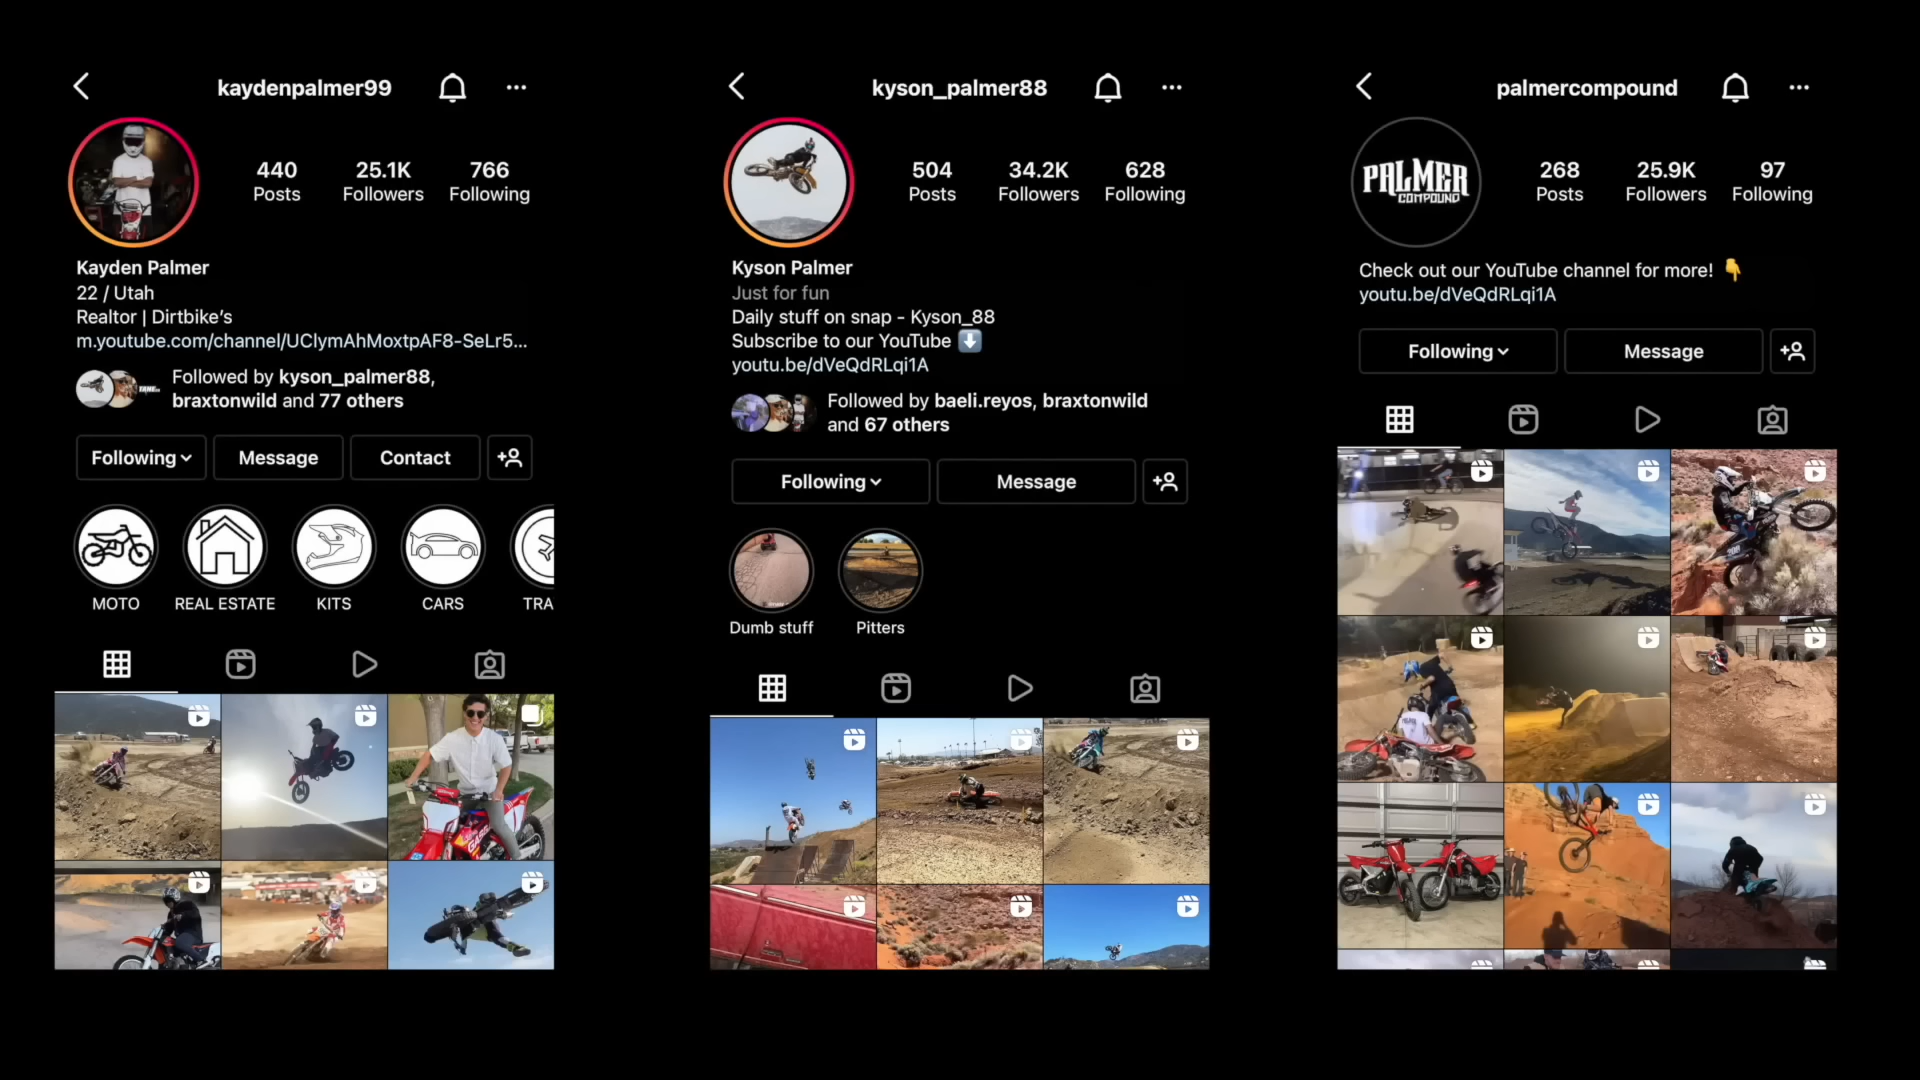 kaydenpalmer99
440
Posts
25.1K
Followers
766
Following
Kayden Palmer
22 / Utah
Realtor | Dirtbike's
m.youtube.com/channel/UClymAhMoxtpAF8-SeLr5...
Followed by kyson_palmer88,
braxtonwild and 77 others
Following
Message
Contact
MOTO
REAL ESTATE
KITS
CARS
TRA
kyson_palmer88
504
Posts
34.2K
Followers
628
Following
Kyson Palmer
Just for fun
Daily stuff on snap - Kyson_88
Subscribe to our YouTube ⬇️
youtu.be/dVeQdRLqi1A
Followed by baeli.reyos, braxtonwild
and 67 others
Following
Message
Dumb stuff
Pitters
palmercompound
PALMER
COMPOUND
268
Posts
25.9K
Followers
97
Following
Check out our YouTube channel for more! 👇
youtu.be/dVeQdRLqi1A
Following
Message